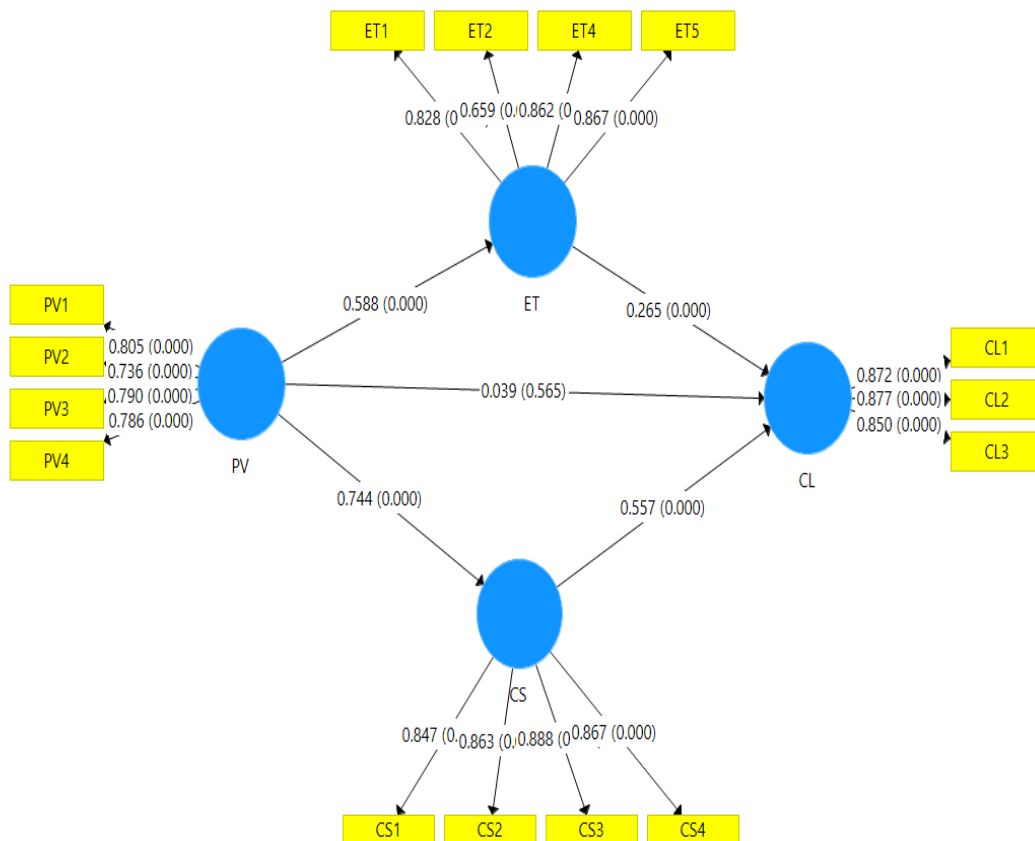 ET1 ET2 ET4 ET5
0.828 (0. 0.659 (0.( 0.862 (0. 0.867 (0.000)
ET
0.588 (0.000)
0.265 (0.000)
PV1
PV2
PV3
PV4
0.805 (0.000)
0.736 (0.000)
0.790 (0.000)
0.786 (0.000)
PV
0.039 (0.565)
CL1
CL2
CL3
0.872 (0.000)
0.877 (0.000)
0.850 (0.000)
CL
0.744 (0.000)
0.557 (0.000)
CS
0.847 (0. 0.863 (0.( 0.888 (0. 0.867 (0.000)
CS1 CS2 CS3 CS4